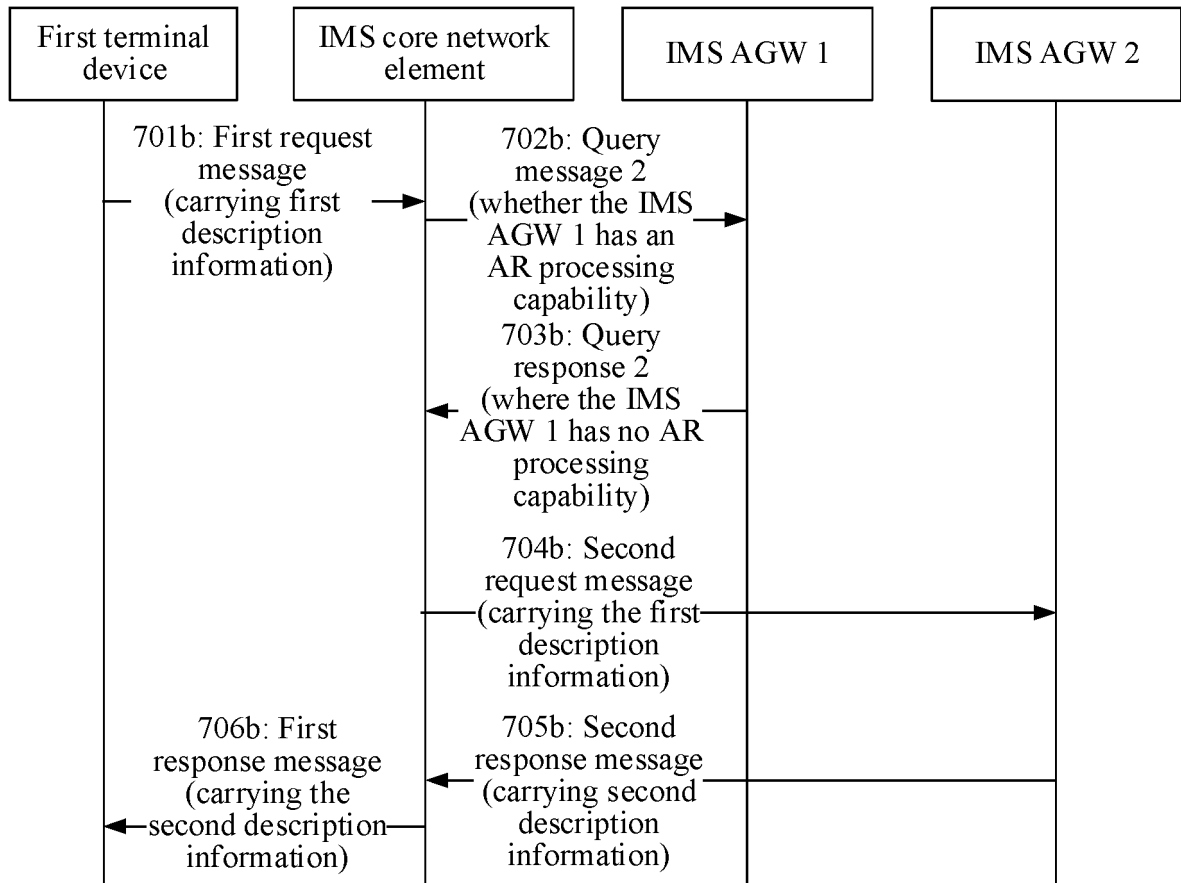 First terminal
device
IMS core network
element
IMS AGW 1
IMS AGW 2
701b: First request
message
(carrying first
description
information)
702b: Query
message 2
(whether the IMS
AGW 1 has an
AR processing
capability)
703b: Query
response 2
(where the IMS
AGW 1 has no AR
processing
capability)
704b: Second
request message
(carrying the first
description
information)
705b: Second
response message
(carrying second
description
information)
706b: First
response message
(carrying the
second description
information)